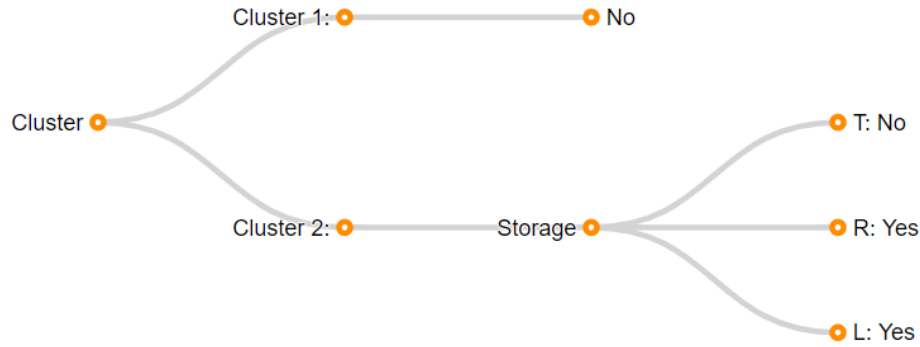 Cluster 1:
No
Cluster
T: No
Cluster 2:
Storage
R: Yes
L: Yes